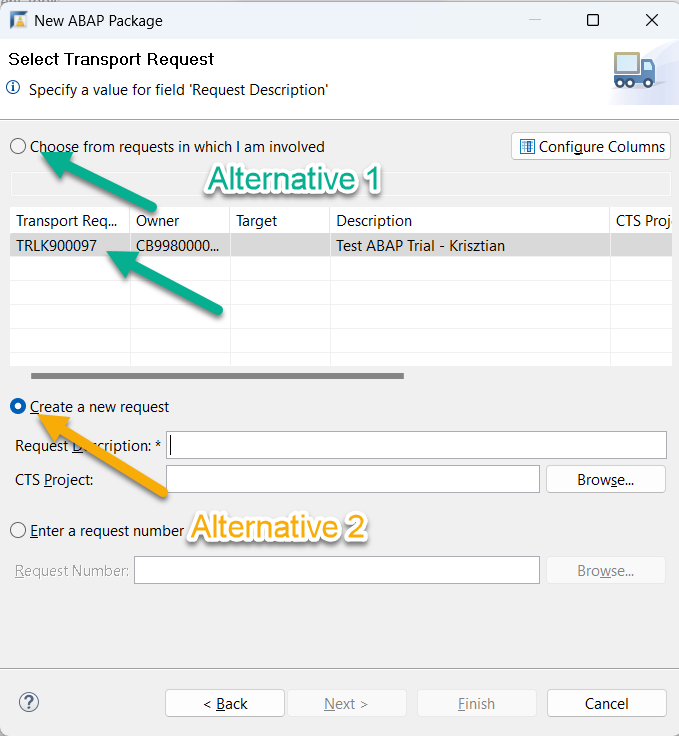 New ABAP Package
Select Transport Request
Specify a value for field 'Request Description'
Choose from requests in which I am involved
Configure Columns
Alternative 1
Transport Req... Owner Target Description CTS Proj
TRLK900097 CB9980000... Test ABAP Trial - Krisztian
Create a new request
Request Description: *
CTS Project: Browse...
Alternative 2
Enter a request number
Request Number: Browse...
< Back Next > Finish Cancel